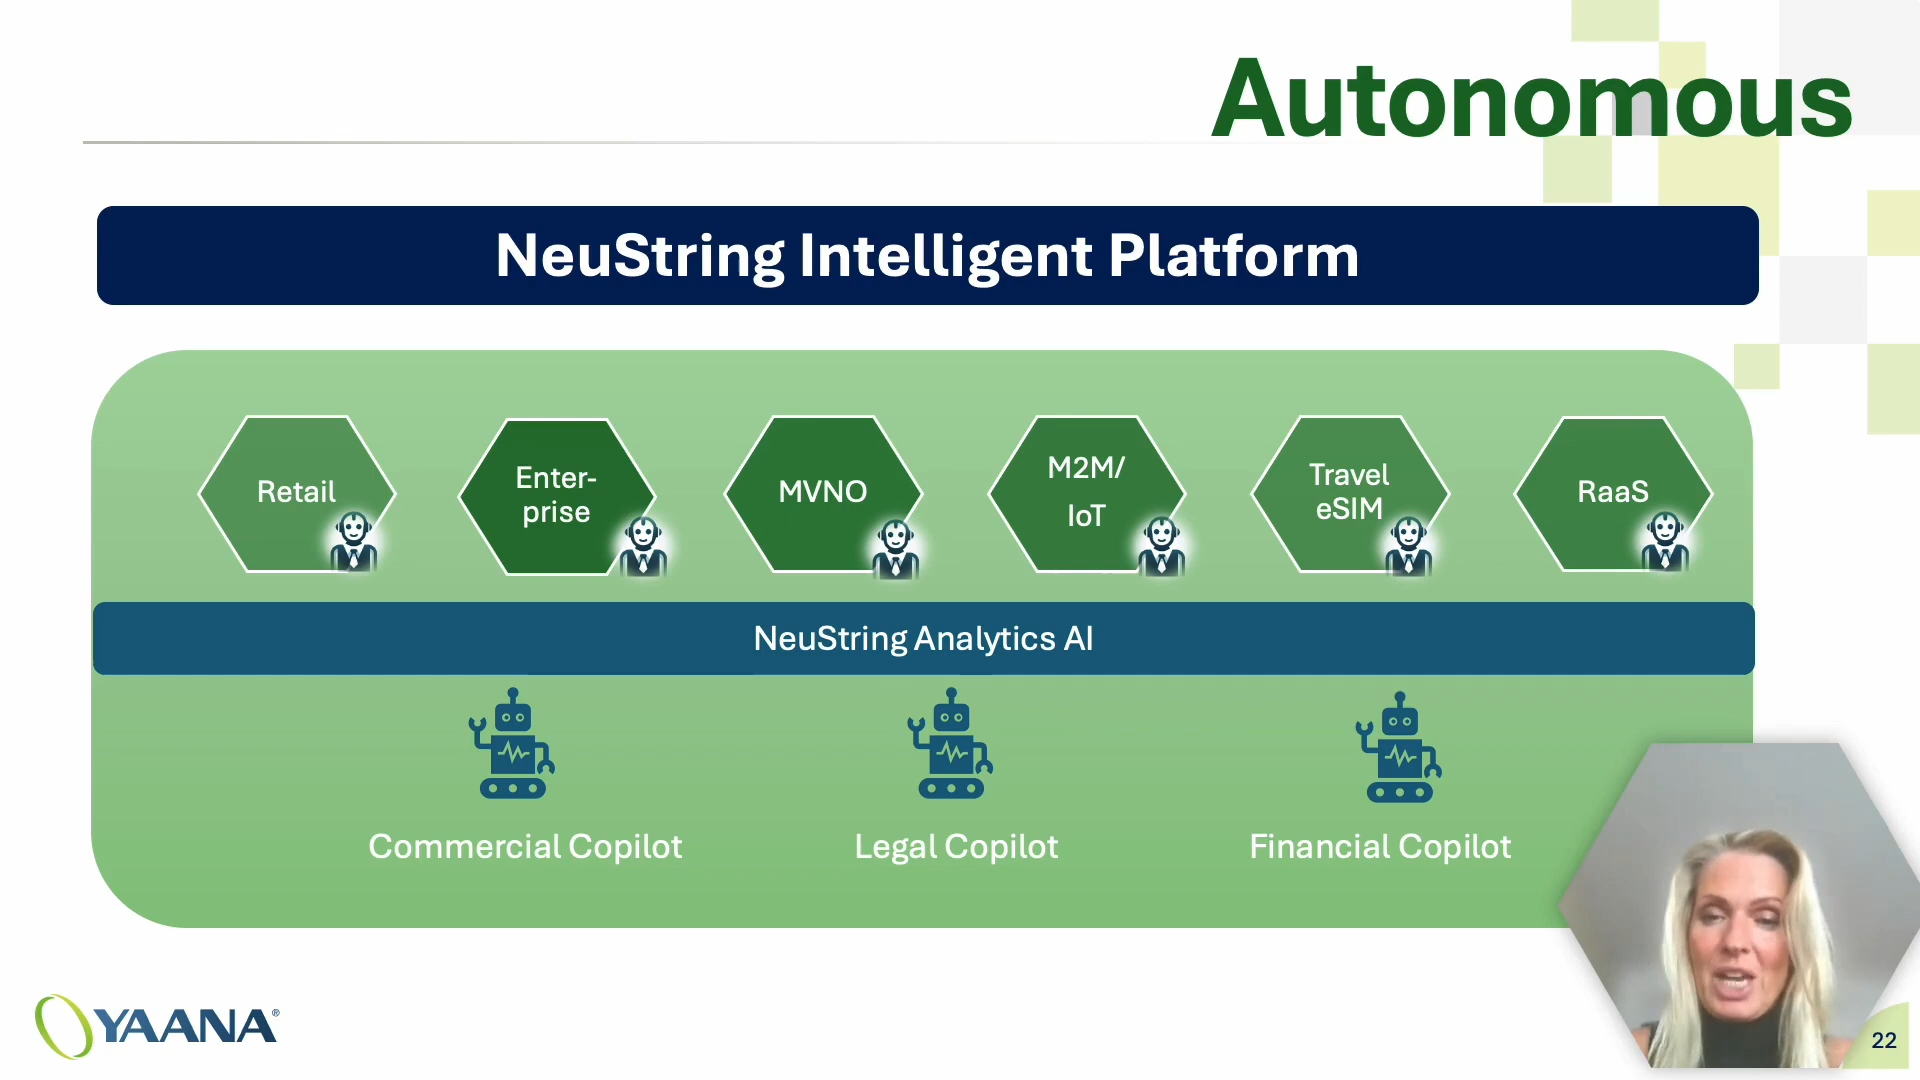 Autonomous
NeuString Intelligent Platform
Retail
Enter-
prise
MVNO
M2M/
IoT
Travel
eSIM
RaaS
NeuString Analytics AI
Commercial Copilot
Legal Copilot
Financial Copilot
YAANA®
22